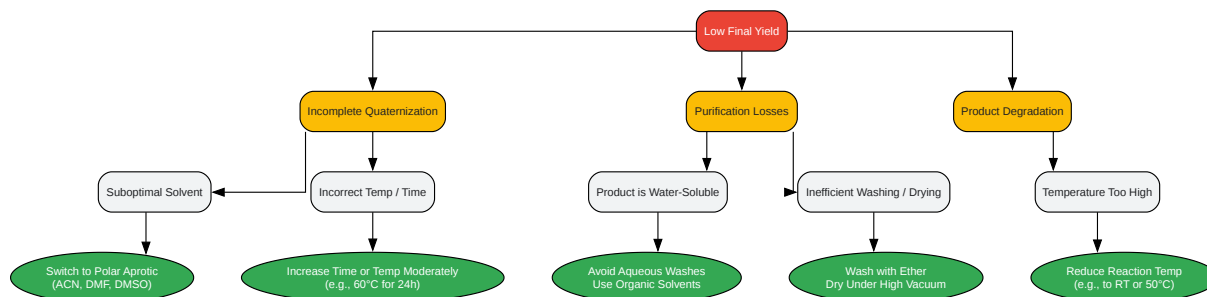 Low Final Yield
Incomplete Quaternization
Purification Losses
Product Degradation
Suboptimal Solvent
Incorrect Temp / Time
Product is Water-Soluble
Inefficient Washing / Drying
Temperature Too High
Switch to Polar Aprotic
(ACN, DMF, DMSO)
Increase Time or Temp Moderately
(e.g., 60°C for 24h)
Avoid Aqueous Washes
Use Organic Solvents
Wash with Ether
Dry Under High Vacuum
Reduce Reaction Temp
(e.g., to RT or 50°C)